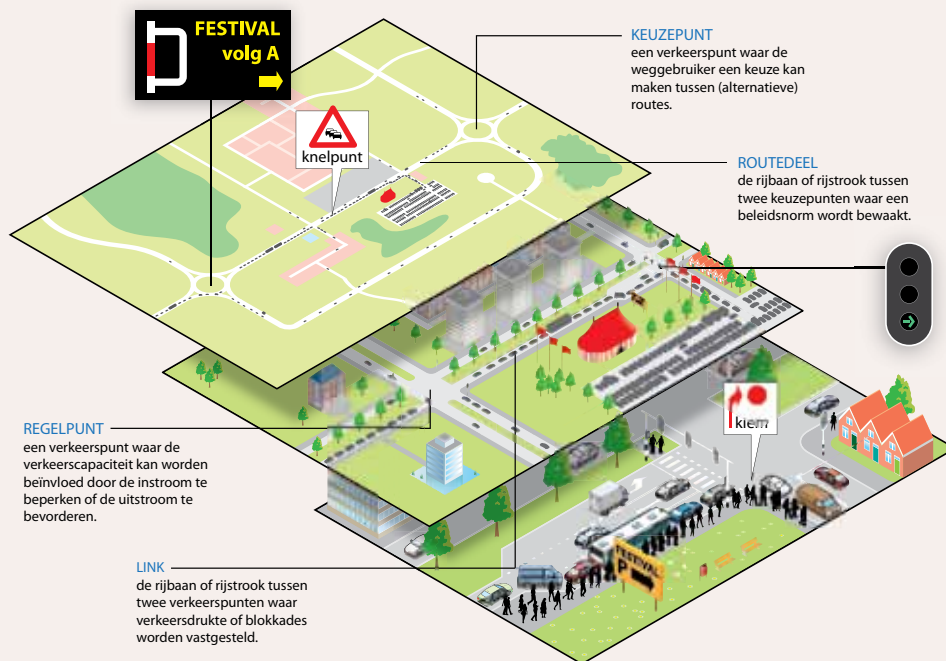 FESTIVAL
volg A
knelpunt
KEUZEPUNT
een verkeerspunt waar de
weggebruiker een keuze kan
maken tussen (alternatieve)
routes.
ROUTEDEEL
de rijbaan of rijstrook tussen
twee keuzepunten waar een
beleidsnorm wordt bewaakt.
kiem
REGELPUNT
een verkeerspunt waar de
verkeerscapaciteit kan worden
beïnvloed door de instroom te
beperken of de uitstroom te
bevorderen.
LINK
de rijbaan of rijstrook tussen
twee verkeerspunten waar
verkeersdrukte of blokkades
worden vastgesteld.
FESTIVAL
P